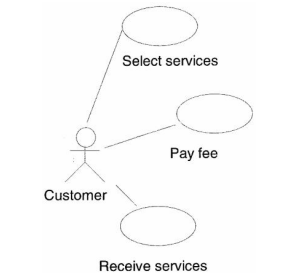 Select services
Pay fee
Customer
Receive services